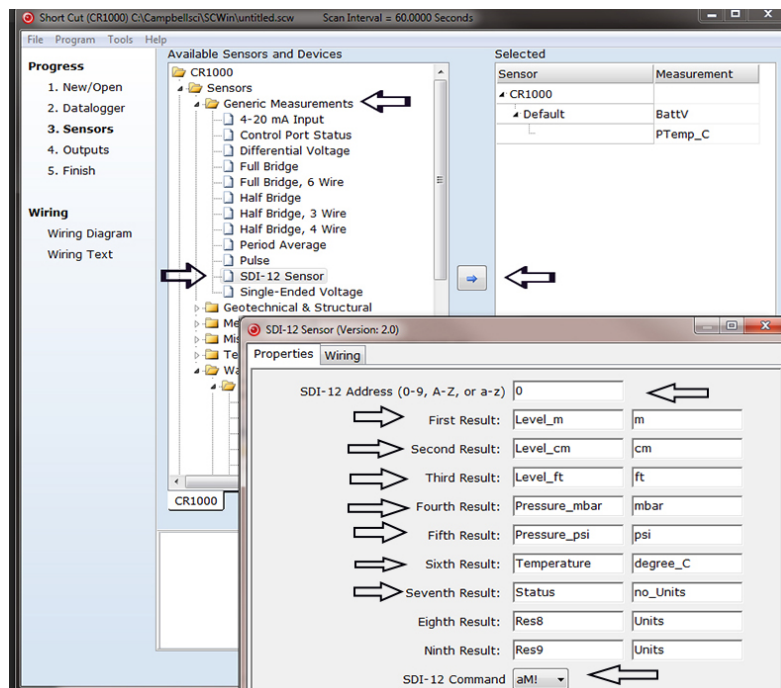 Short Cut (CR1000) C:\Campbellsci\SCWin\untitled.scw Scan Interval = 60.0000 Seconds
File Program Tools Help
Progress
1. New/Open
2. Datalogger
3. Sensors
4. Outputs
5. Finish
Wiring
Wiring Diagram
Wiring Text
Available Sensors and Devices
CR1000
Sensors
Generic Measurements
4-20 mA Input
Control Port Status
Differential Voltage
Full Bridge
Full Bridge, 6 Wire
Half Bridge
Half Bridge, 3 Wire
Half Bridge, 4 Wire
Period Average
Pulse
SDI-12 Sensor
Single-Ended Voltage
Geotechnical & Structural
Me
Mis
Te
Wa
CR1000
Selected
Sensor Measurement
CR1000
Default BattV
PTemp_C
SDI-12 Sensor (Version: 2.0)
Properties Wiring
SDI-12 Address (0-9, A-Z, or a-z) 0
First Result: Level_m m
Second Result: Level_cm cm
Third Result: Level_ft ft
Fourth Result: Pressure_mbar mbar
Fifth Result: Pressure_psi psi
Sixth Result: Temperature degree_C
Seventh Result: Status no_Units
Eighth Result: Res8 Units
Ninth Result: Res9 Units
SDI-12 Command aM!